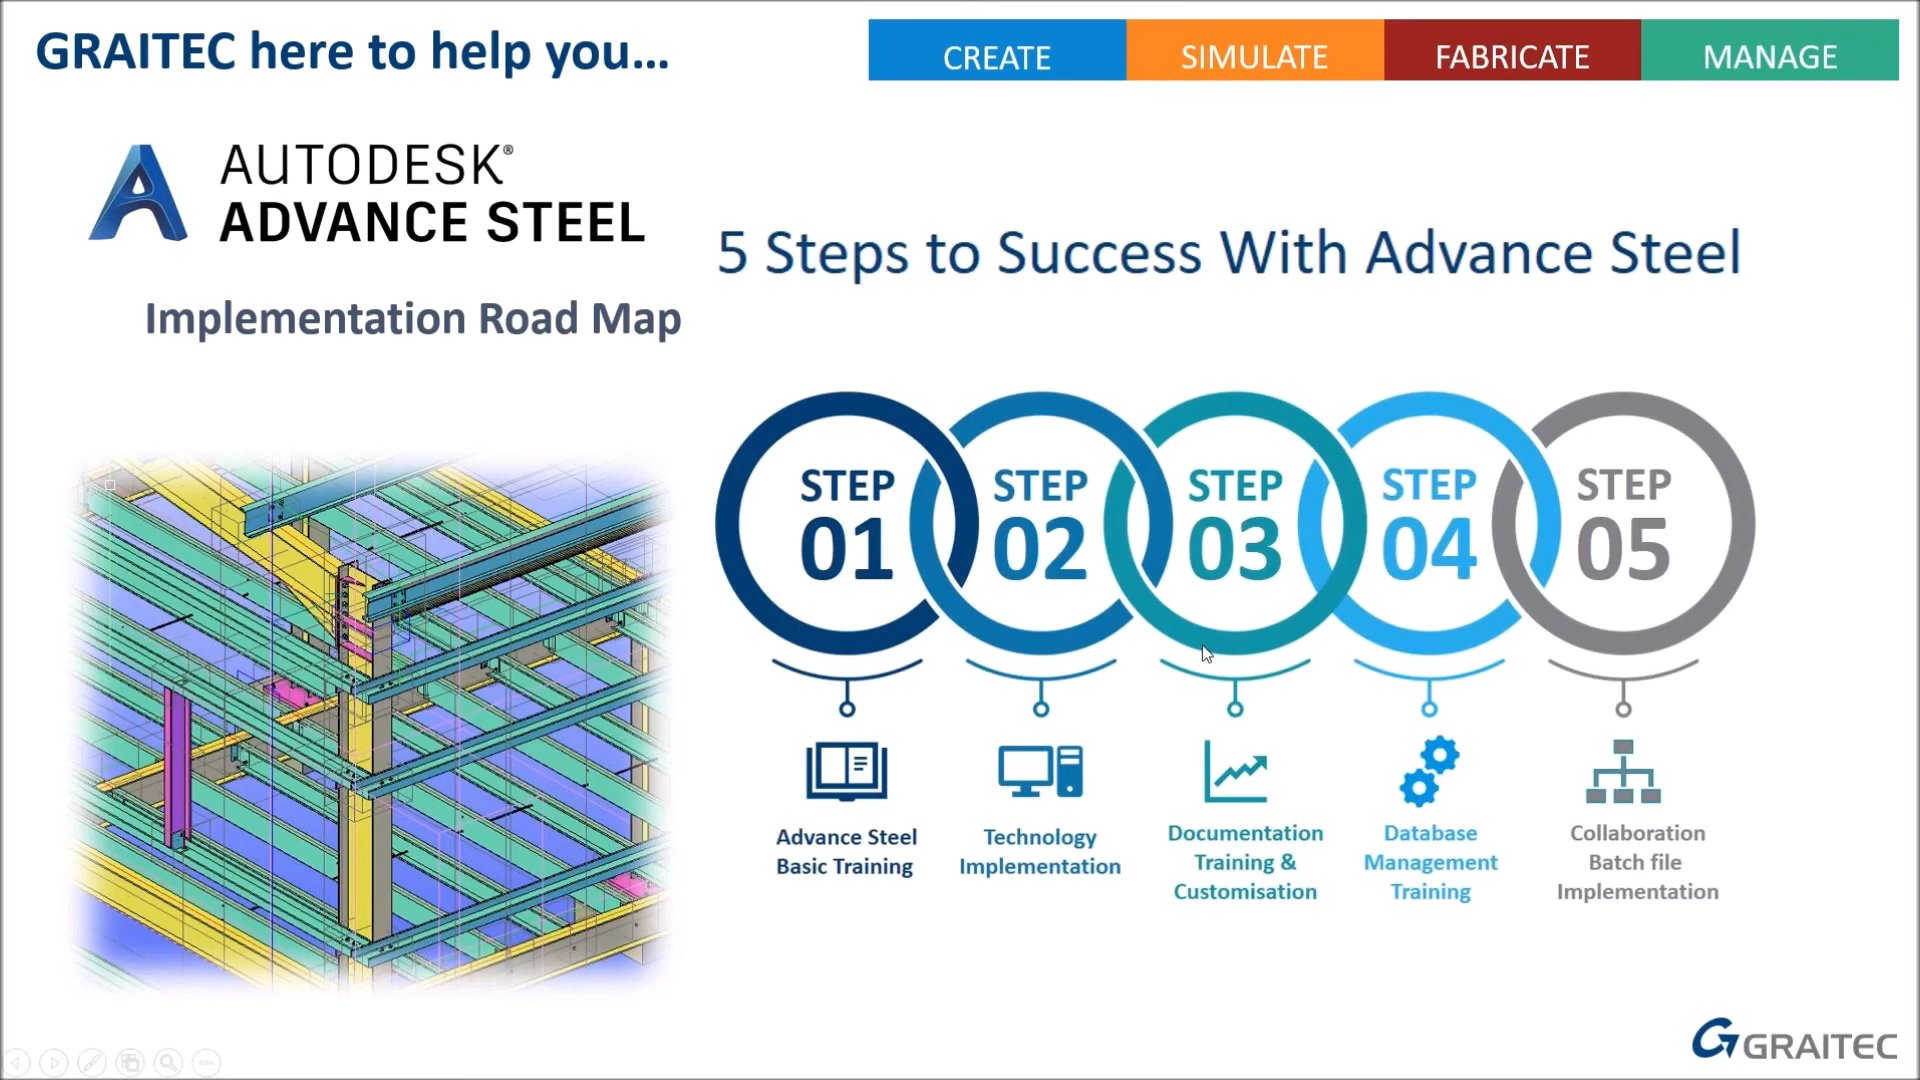 GRAITEC here to help you...
CREATE
SIMULATE
FABRICATE
MANAGE
AUTODESK®
ADVANCE STEEL
Implementation Road Map
5 Steps to Success With Advance Steel
STEP
01
STEP
02
STEP
03
STEP
04
STEP
05
Advance Steel
Basic Training
Technology
Implementation
Documentation
Training &
Customisation
Database
Management
Training
Collaboration
Batch file
Implementation
GRAITEC